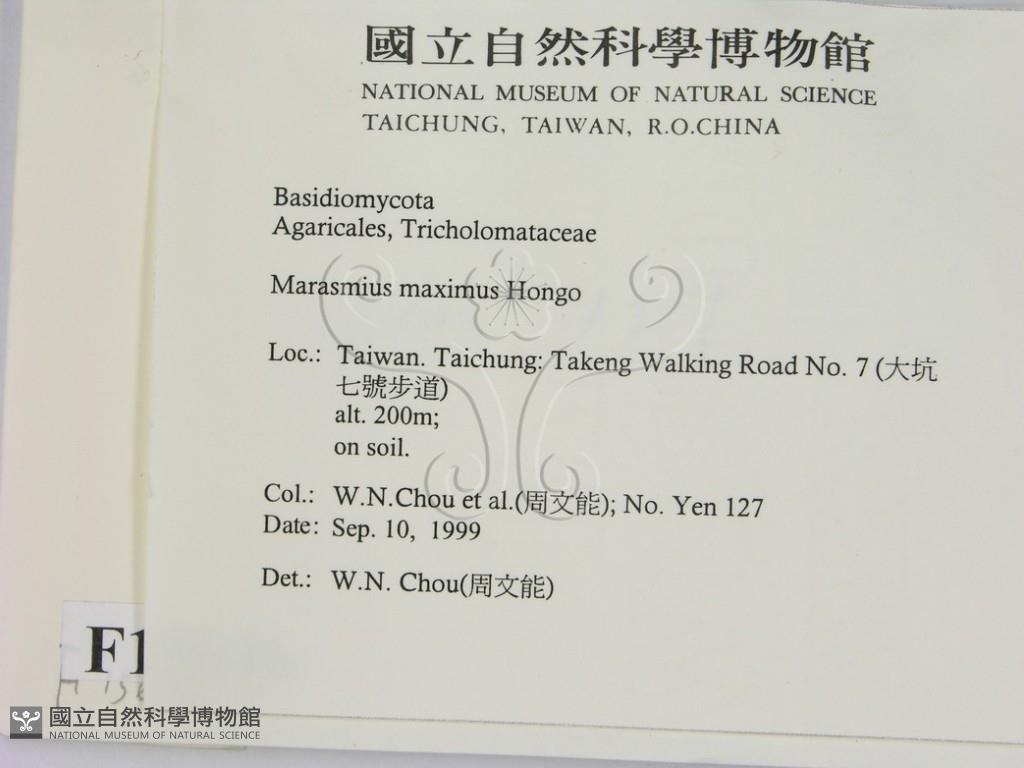 國立自然科學博物館
NATIONAL MUSEUM OF NATURAL SCIENCE
TAICHUNG, TAIWAN, R.O.CHINA
Basidiomycota
Agaricales, Tricholomataceae
Marasmius maximus Hongo
Loc.: Taiwan. Taichung: Takeng Walking Road No. 7 (大坑
七號步道)
alt. 200m;
on soil.
Col.: W.N.Chou et al.(周文能); No. Yen 127
Date: Sep. 10, 1999
Det.: W.N. Chou(周文能)
F1
國立自然科學博物館
NATIONAL MUSEUM OF NATURAL SCIENCE